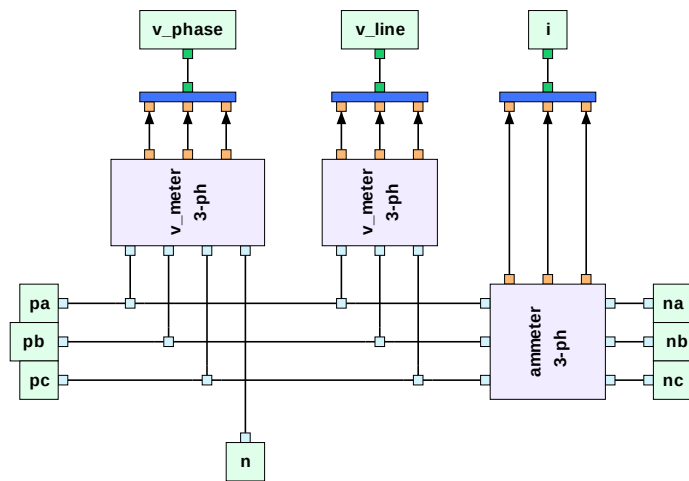 v_phase
v_line
i
v_meter
3-ph
v_meter
3-ph
pa
pb
pc
ammeter
3-ph
na
nb
nc
n